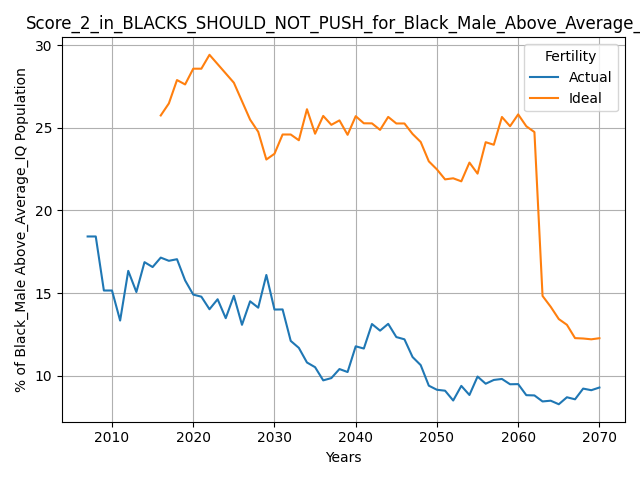 Score_2_in_BLACKS_SHOULD_NOT_PUSH_for_Black_Male_Above_Average_
Fertility
Actual
Ideal
% of Black_Male Above_Average_IQ Population
30
25
20
15
10
2010 2020 2030 2040 2050 2060 2070
Years